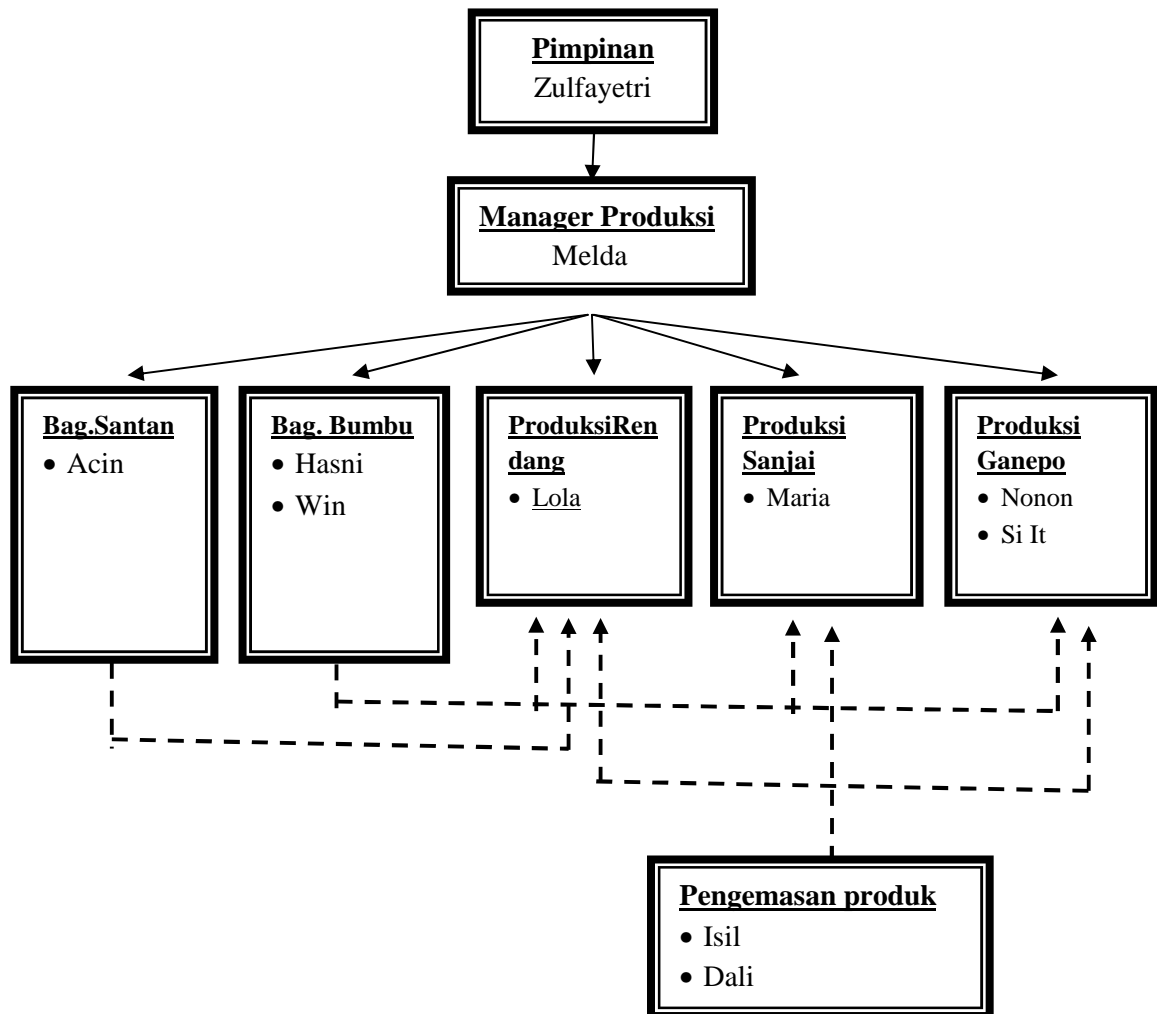 Pimpinan
Zulfayetri
Manager Produksi
Melda
Bag.Santan
• Acin
Bag. Bumbu
• Hasni
• Win
ProduksiRen
dang
• Lola
Produksi
Sanjai
• Maria
Produksi
Ganepo
• Nonon
• Si It
Pengemasan produk
• Isil
• Dali